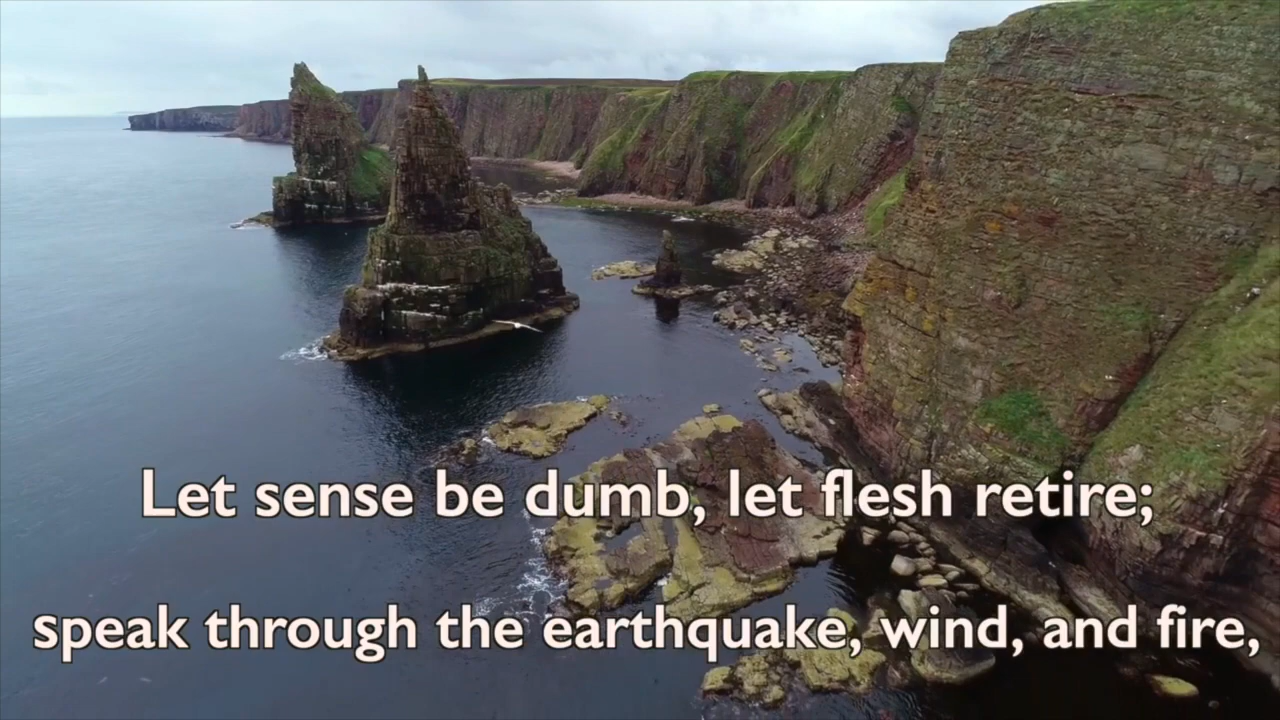 Let sense be dumb, let flesh retire;
speak through the earthquake, wind, and fire,